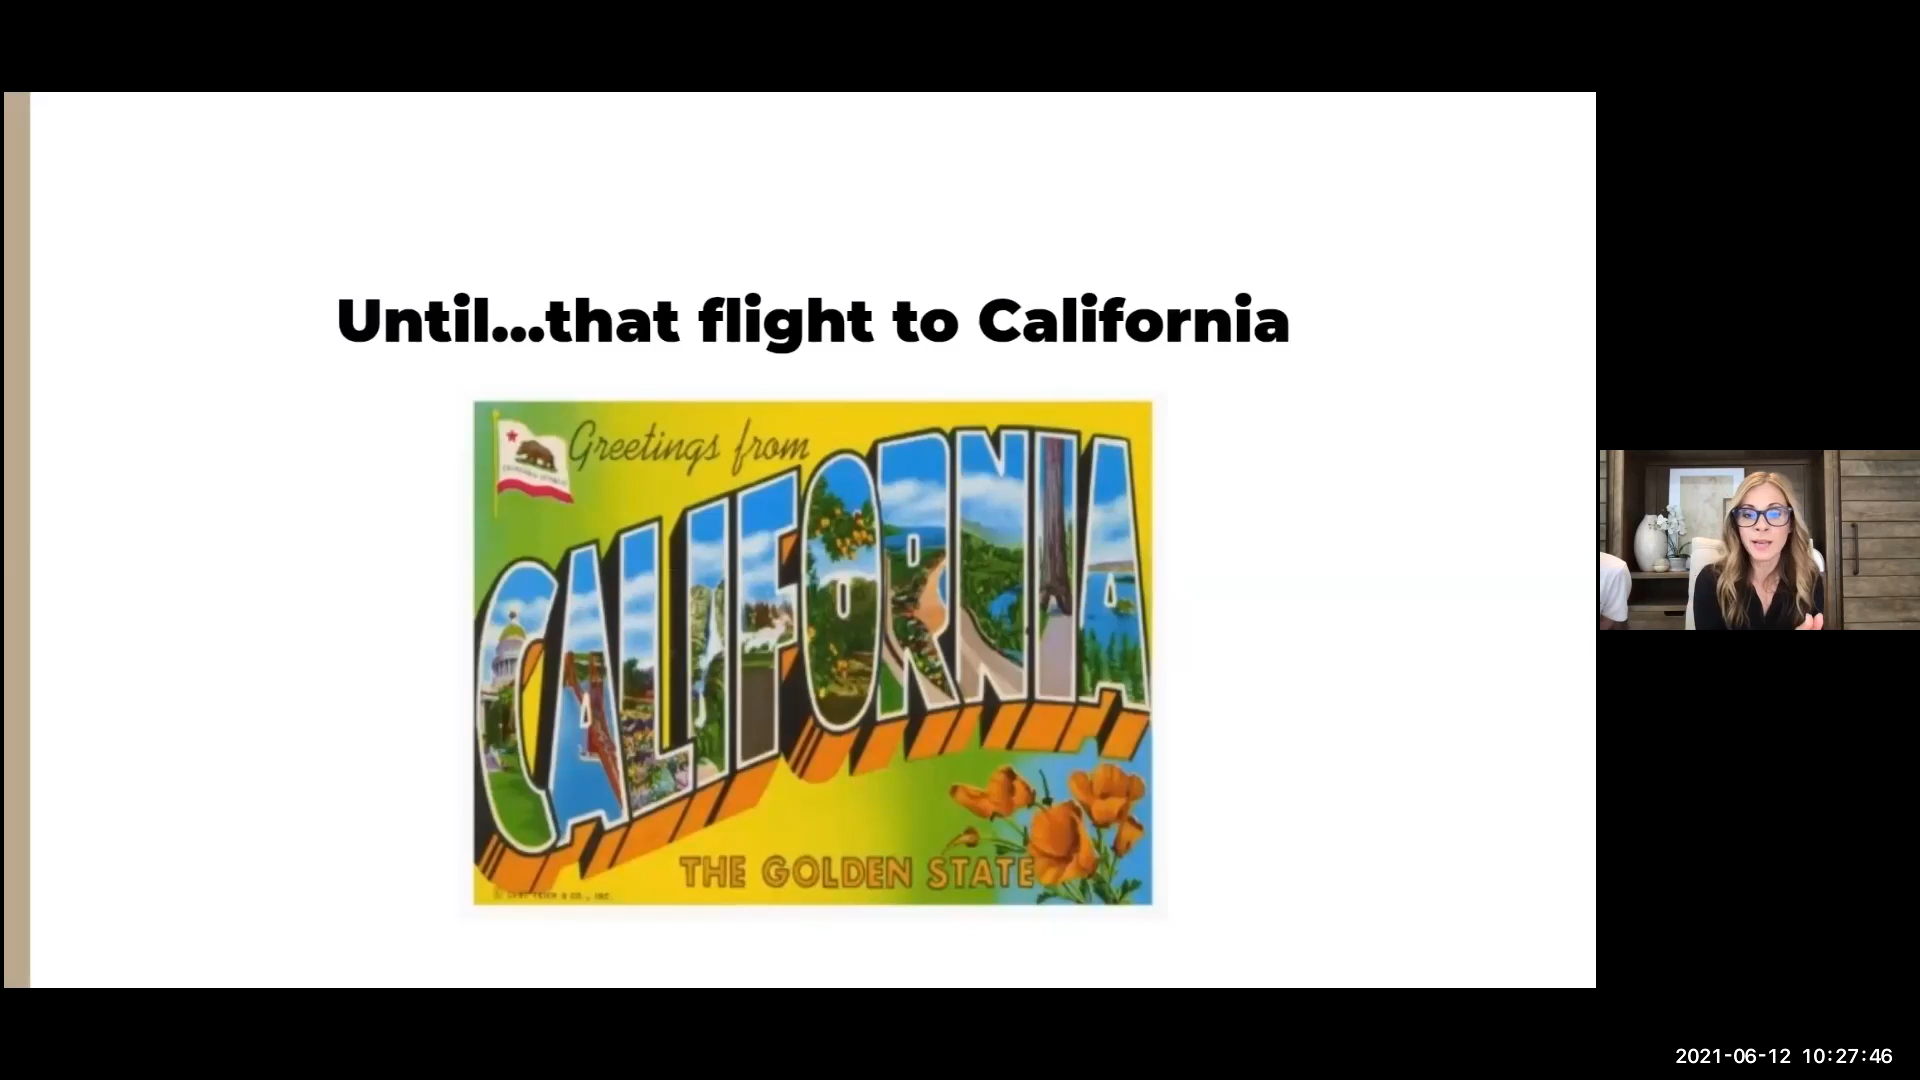 Until...that flight to California
Greetings from
CALIFORNIA
THE GOLDEN STATE
2021-06-12 10:27:46